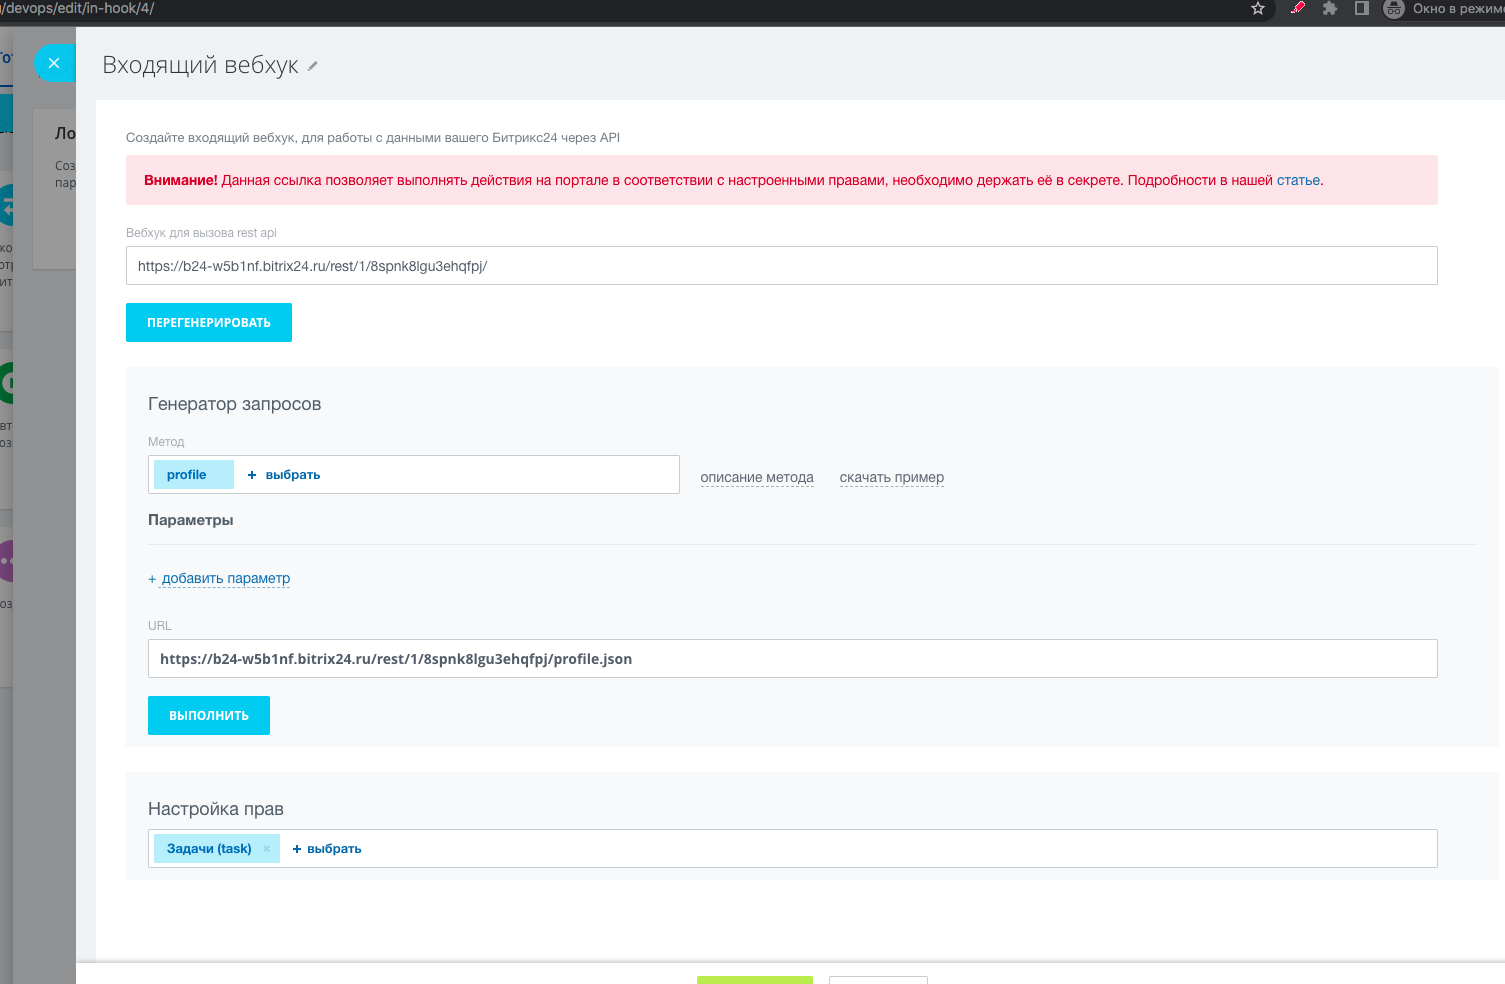 /devops/edit/in-hook/4/
Окно в режиме
Входящий вебхук
Создайте входящий вебхук, для работы с данными вашего Битрикс24 через API
Внимание! Данная ссылка позволяет выполнять действия на портале в соответствии с настроенными правами, необходимо держать её в секрете. Подробности в нашей статье.
Вебхук для вызова rest api
https://b24-w5b1nf.bitrix24.ru/rest/1/8spnk8lgu3ehqfpj/
ПЕРЕГЕНЕРИРОВАТЬ
Генератор запросов
Метод
profile + выбрать описание метода скачать пример
Параметры
+ добавить параметр
URL
https://b24-w5b1nf.bitrix24.ru/rest/1/8spnk8lgu3ehqfpj/profile.json
ВЫПОЛНИТЬ
Настройка прав
Задачи (task) × + выбрать